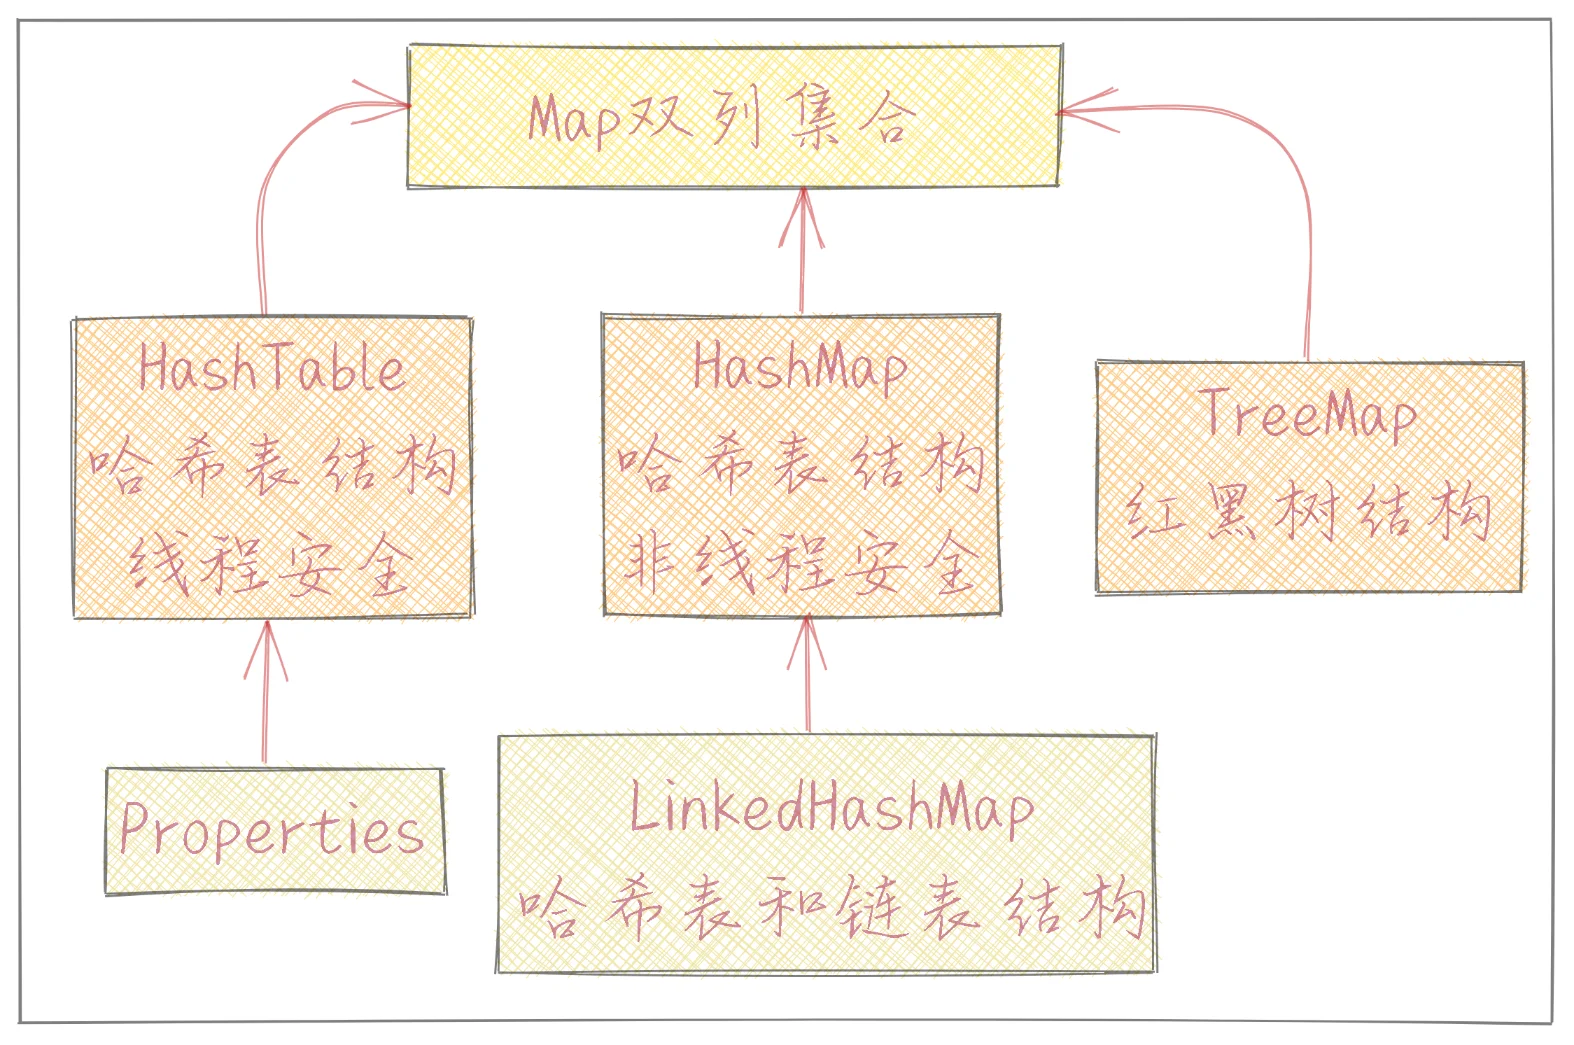 Map双列集合
HashTable
哈希表结构
线程安全
HashMap
哈希表结构
非线程安全
TreeMap
红黑树结构
Properties
LinkedHashMap
哈希表和链表结构